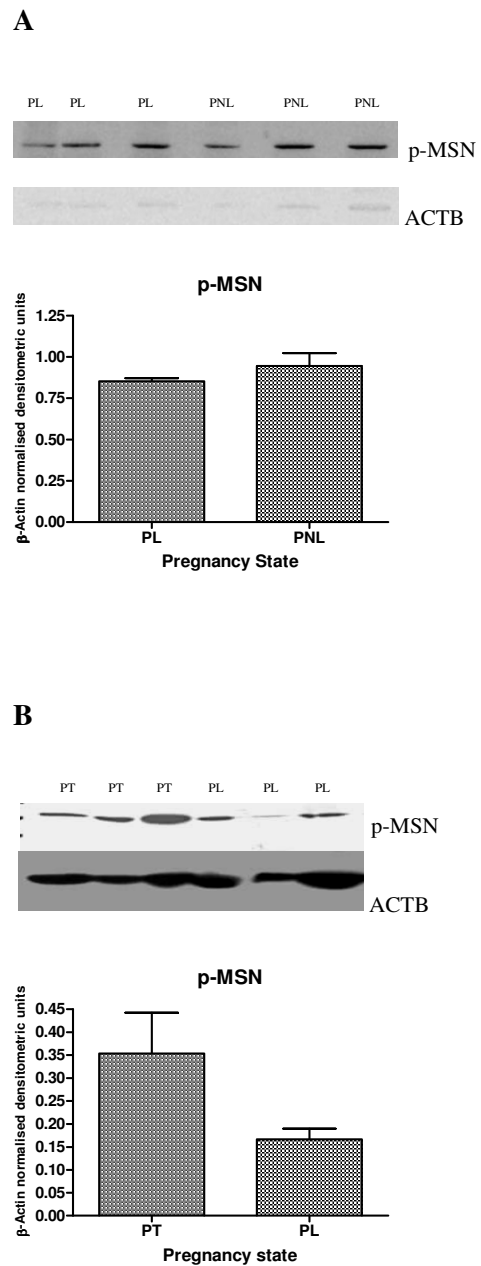 A
PL PL PL PNL PNL PNL
p-MSN
ACTB
p-MSN
β-Actin normalised densitometric units
1.25
1.00
0.75
0.50
0.25
0.00
PL PNL
Pregnancy State
B
PT PT PT PL PL PL
p-MSN
ACTB
p-MSN
β-Actin normalised densitometric units
0.45
0.40
0.35
0.30
0.25
0.20
0.15
0.10
0.05
0.00
PT PL
Pregnancy state